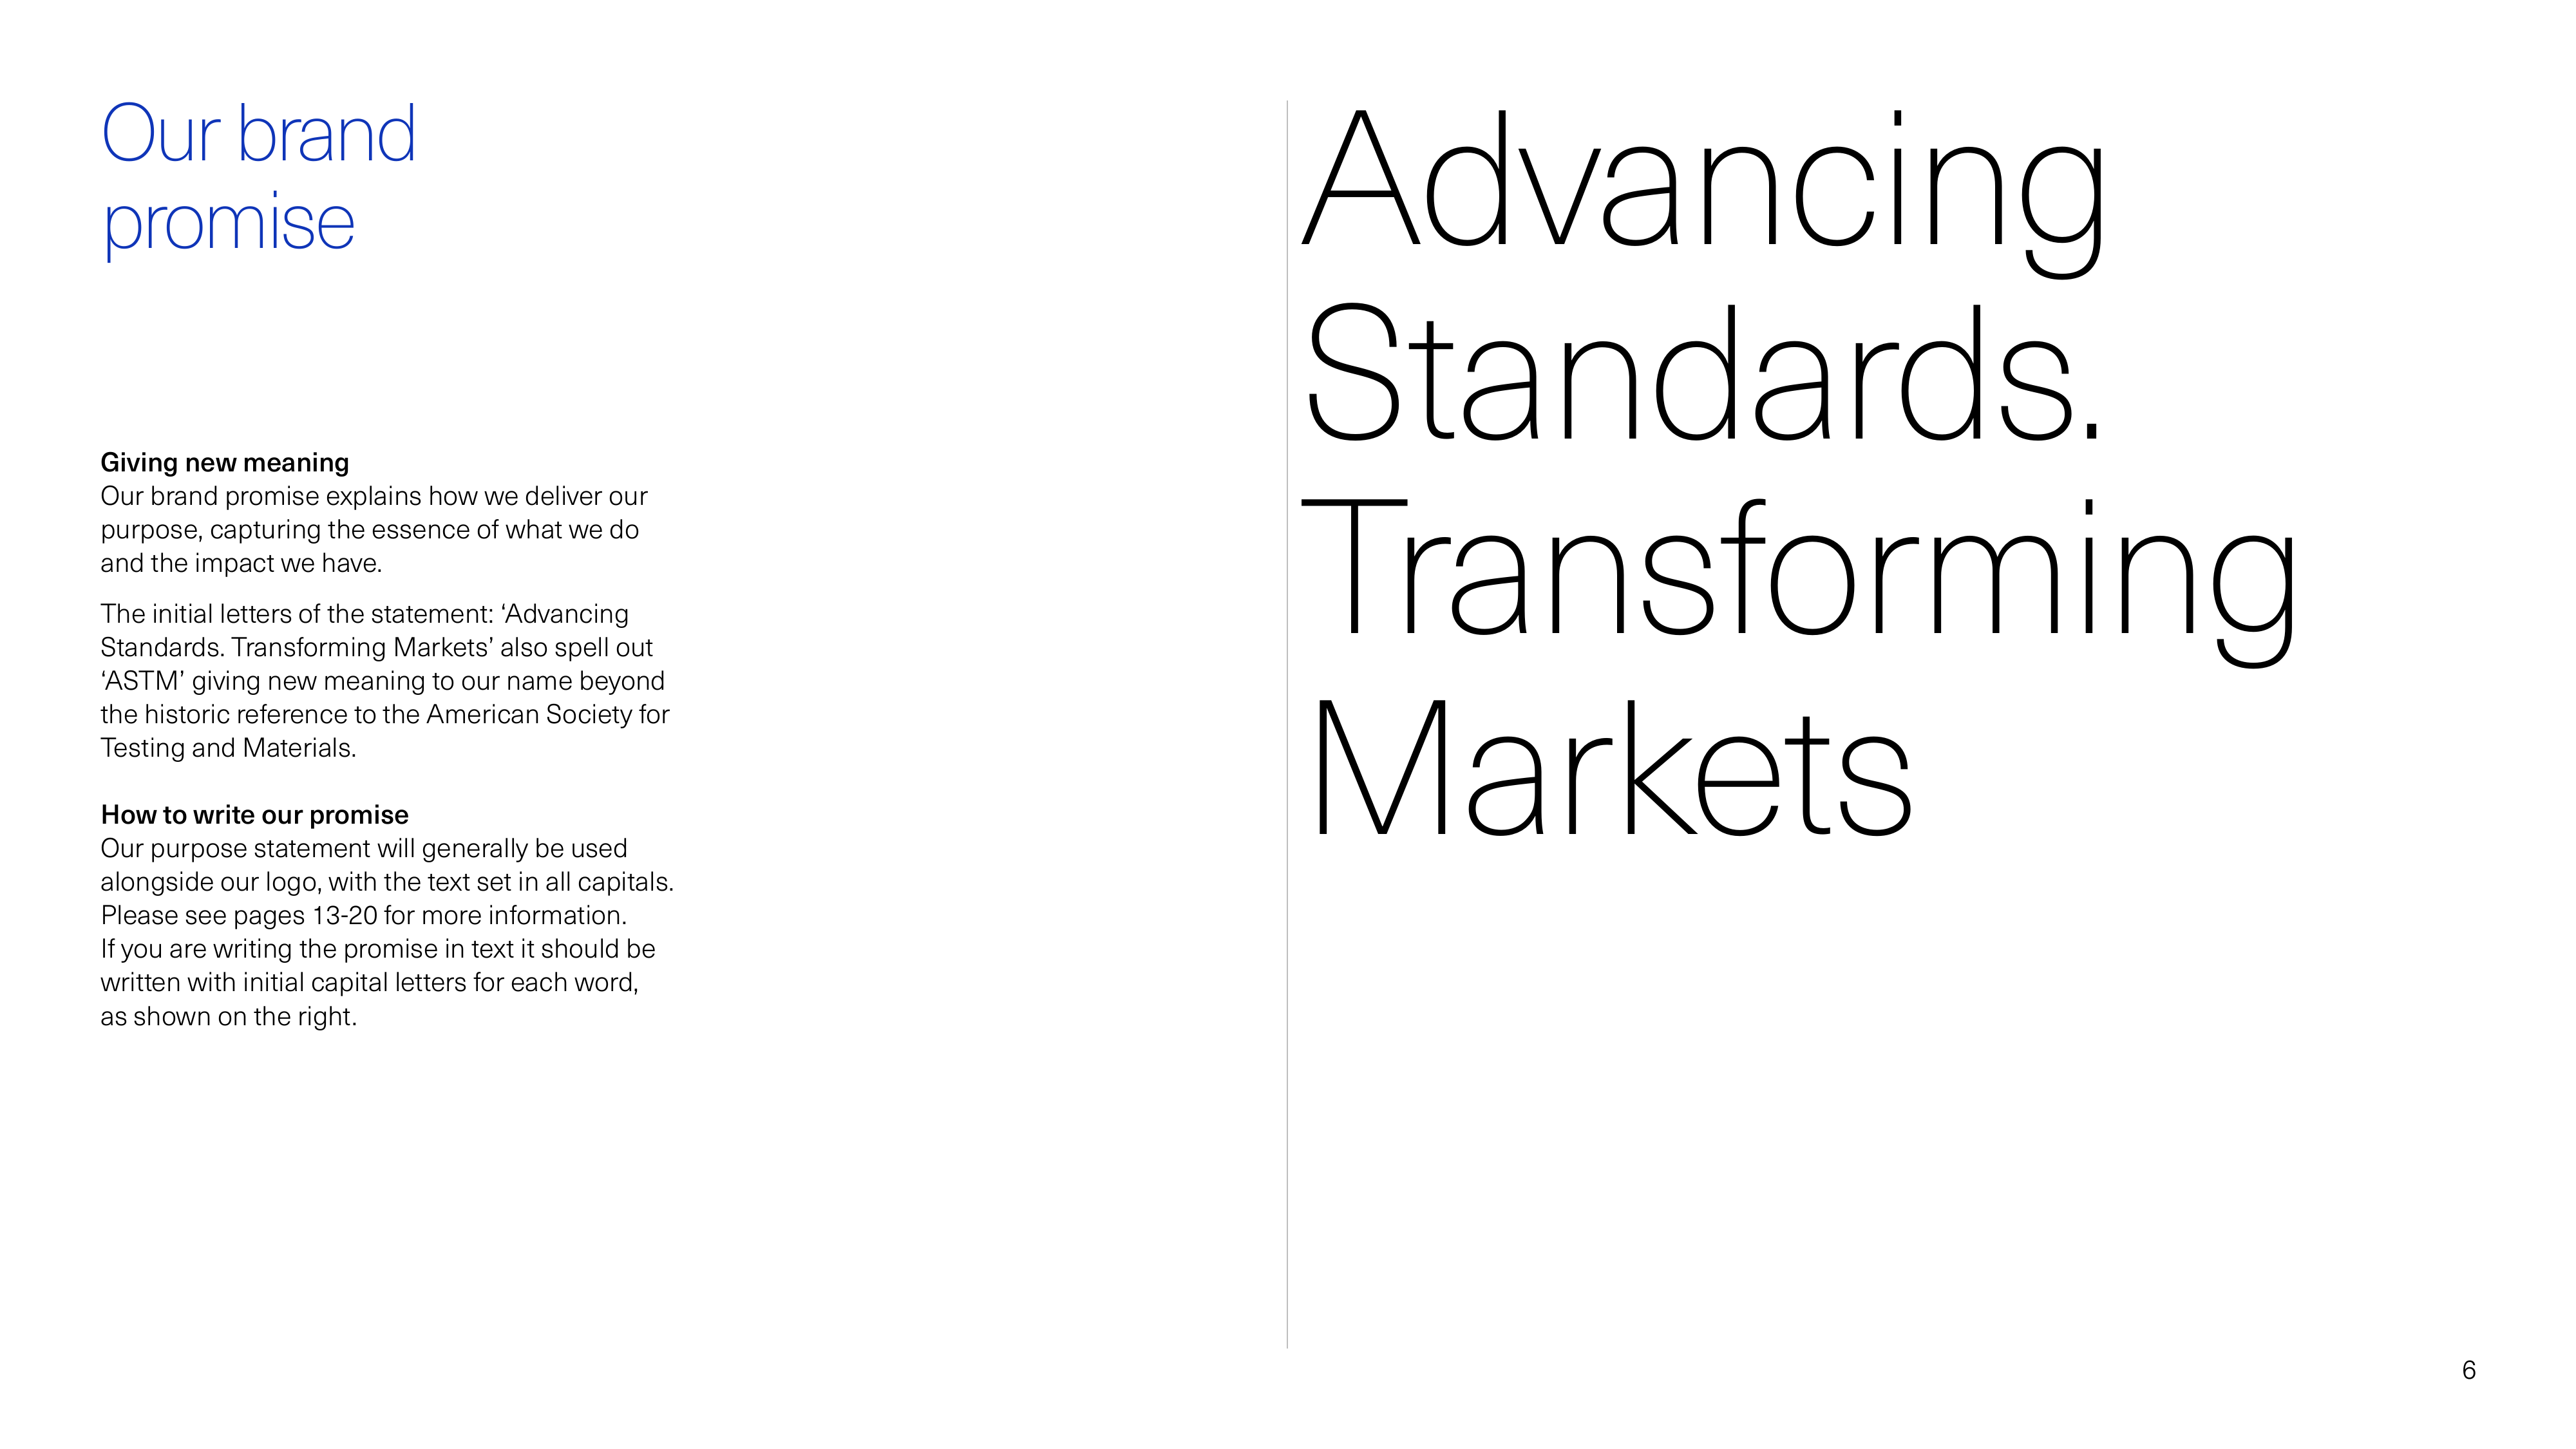 Our brand
promise
Giving new meaning
Our brand promise explains how we deliver our
purpose, capturing the essence of what we do
and the impact we have.
The initial letters of the statement: ‘Advancing
Standards. Transforming Markets’ also spell out
‘ASTM’ giving new meaning to our name beyond
the historic reference to the American Society for
Testing and Materials.
How to write our promise
Our purpose statement will generally be used
alongside our logo, with the text set in all capitals.
Please see pages 13-20 for more information.
If you are writing the promise in text it should be
written with initial capital letters for each word,
as shown on the right.
Advancing
Standards.
Transforming
Markets
6